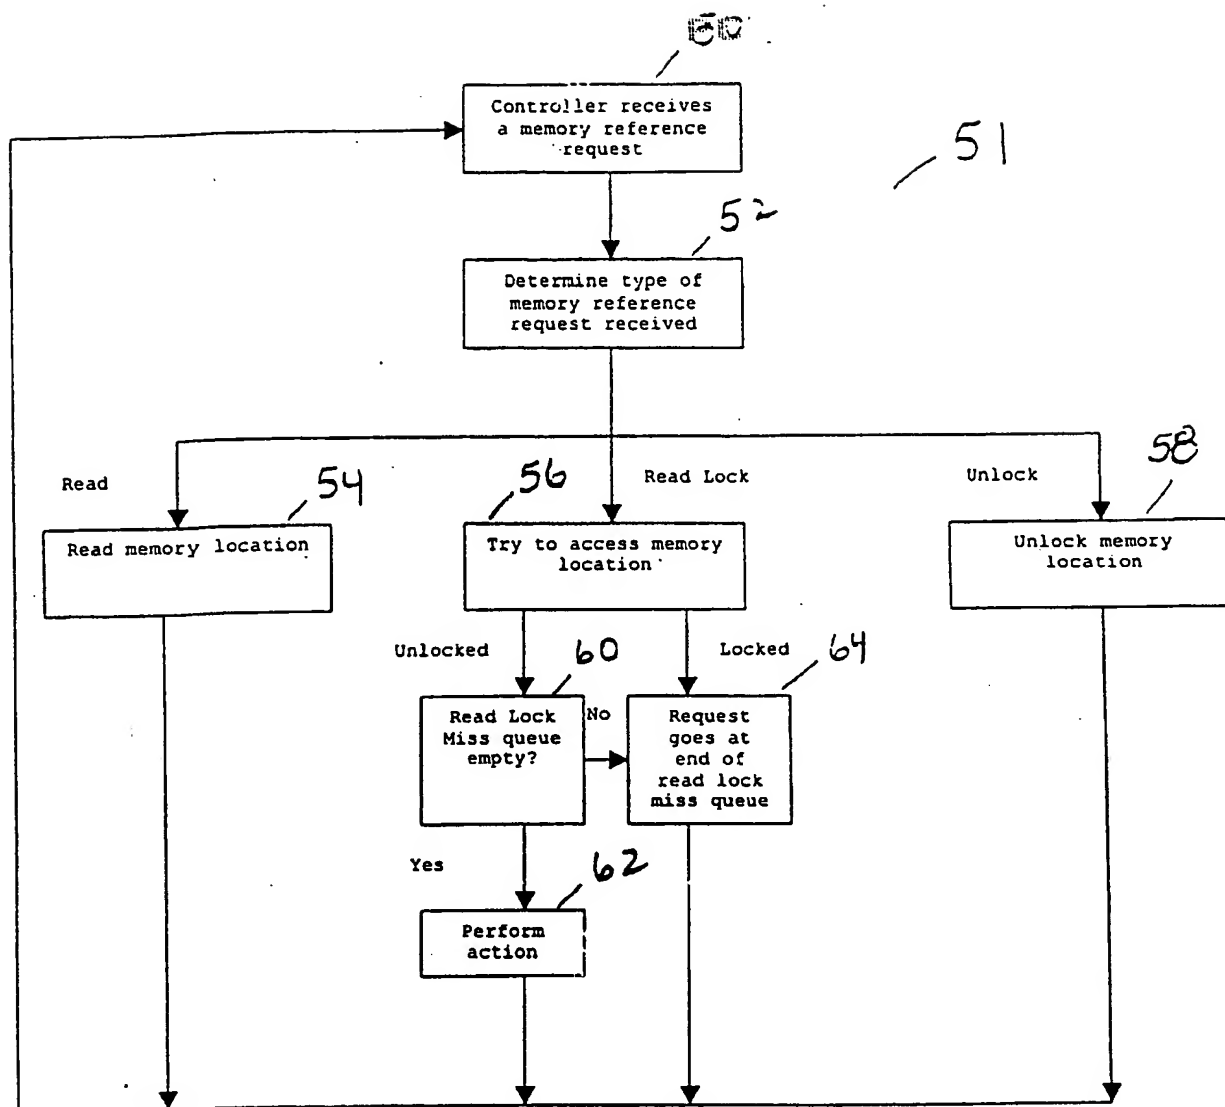 Controller receives
a memory reference
request
51
52
Determine type of
memory reference
request received
Read
54
56
Read Lock
Unlock
58
Read memory location
Try to access memory
location
Unlock memory
location
Unlocked
60
Locked
64
Read Lock
Miss queue
empty?
No
Request
goes at
end of
read lock
miss queue
Yes
62
Perform
action